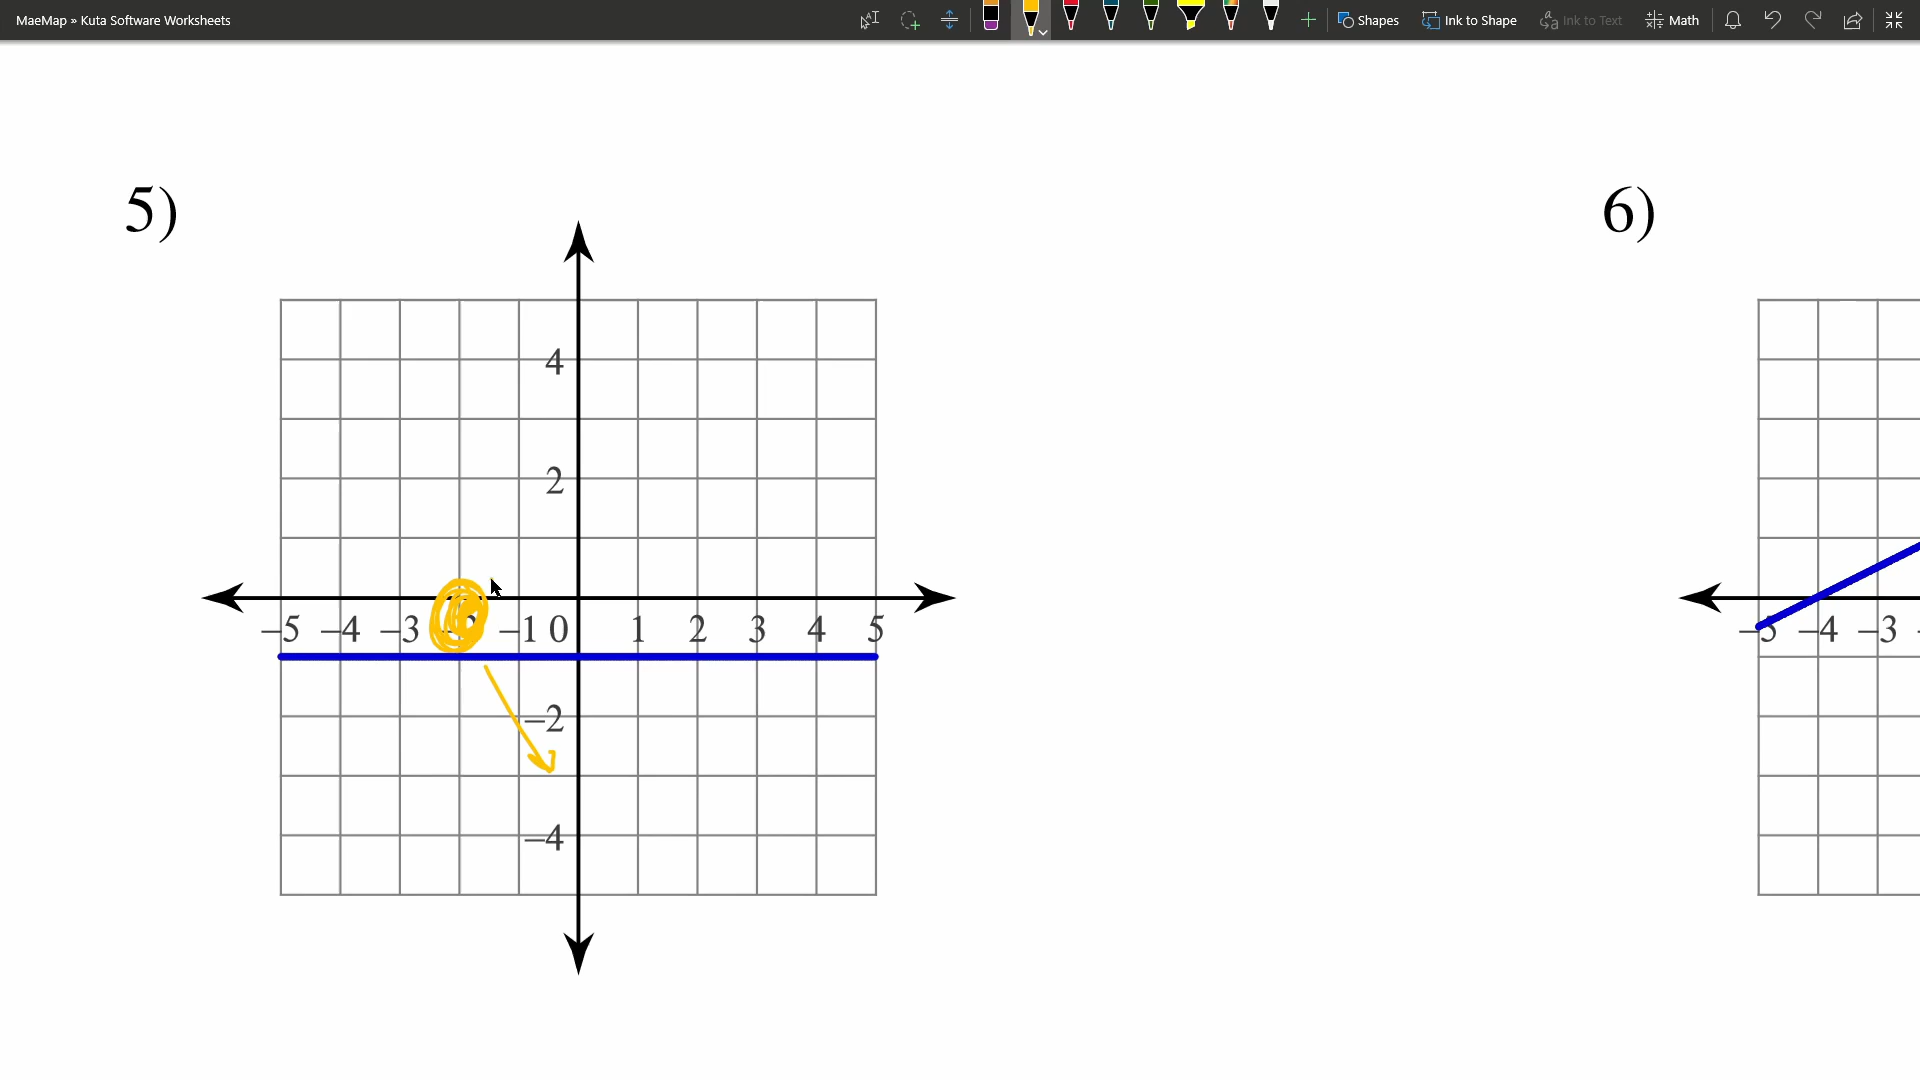 MaeMap » Kuta Software Worksheets
Shapes Ink to Shape Ink to Text Math
5) 6)
4
2
–5 –4 –3 –1 0 1 2 3 4 5
–5 –4 –3
–2
–4